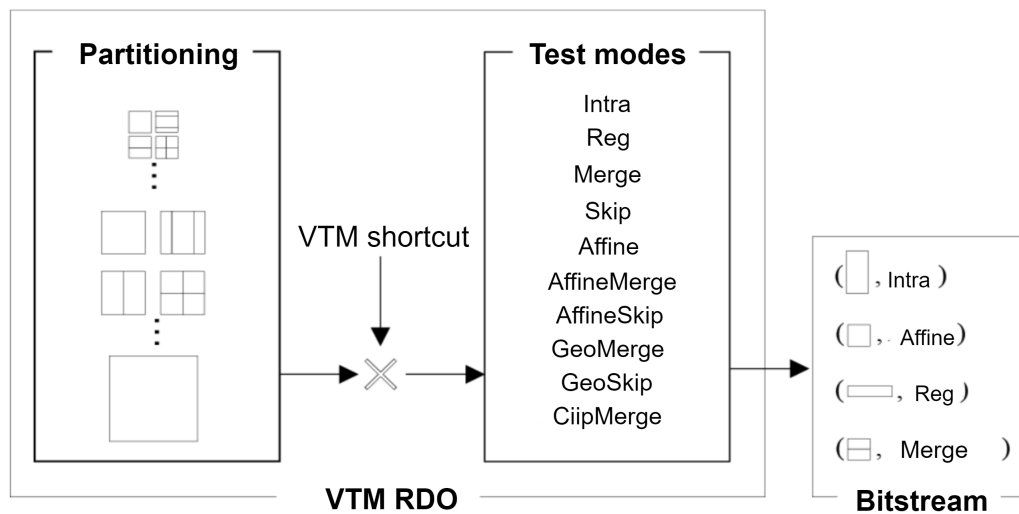 Partitioning
Test modes
Intra
Reg
Merge
Skip
Affine
AffineMerge
AffineSkip
GeoMerge
GeoSkip
CiipMerge
VTM shortcut
VTM RDO
( , Intra )
( , Affine)
( , Reg )
( , Merge )
Bitstream